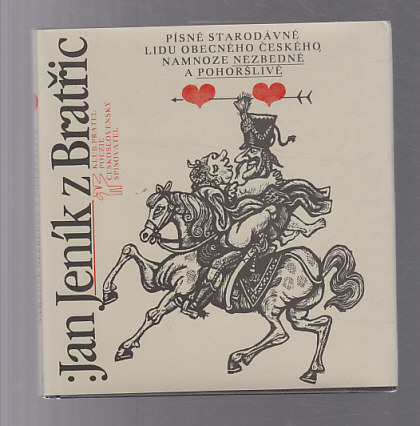 PÍSNĚ STARODÁVNÉ
LIDU OBECNÉHO ČESKÉHO
NAMNOZE NEZBEDNÉ
A POHORŠLIVÉ
:Jan Jeník z Bratřic
KLUB PŘÁTEL
POEZIE
ČESKOSLOVENSKÝ
SPISOVATEL